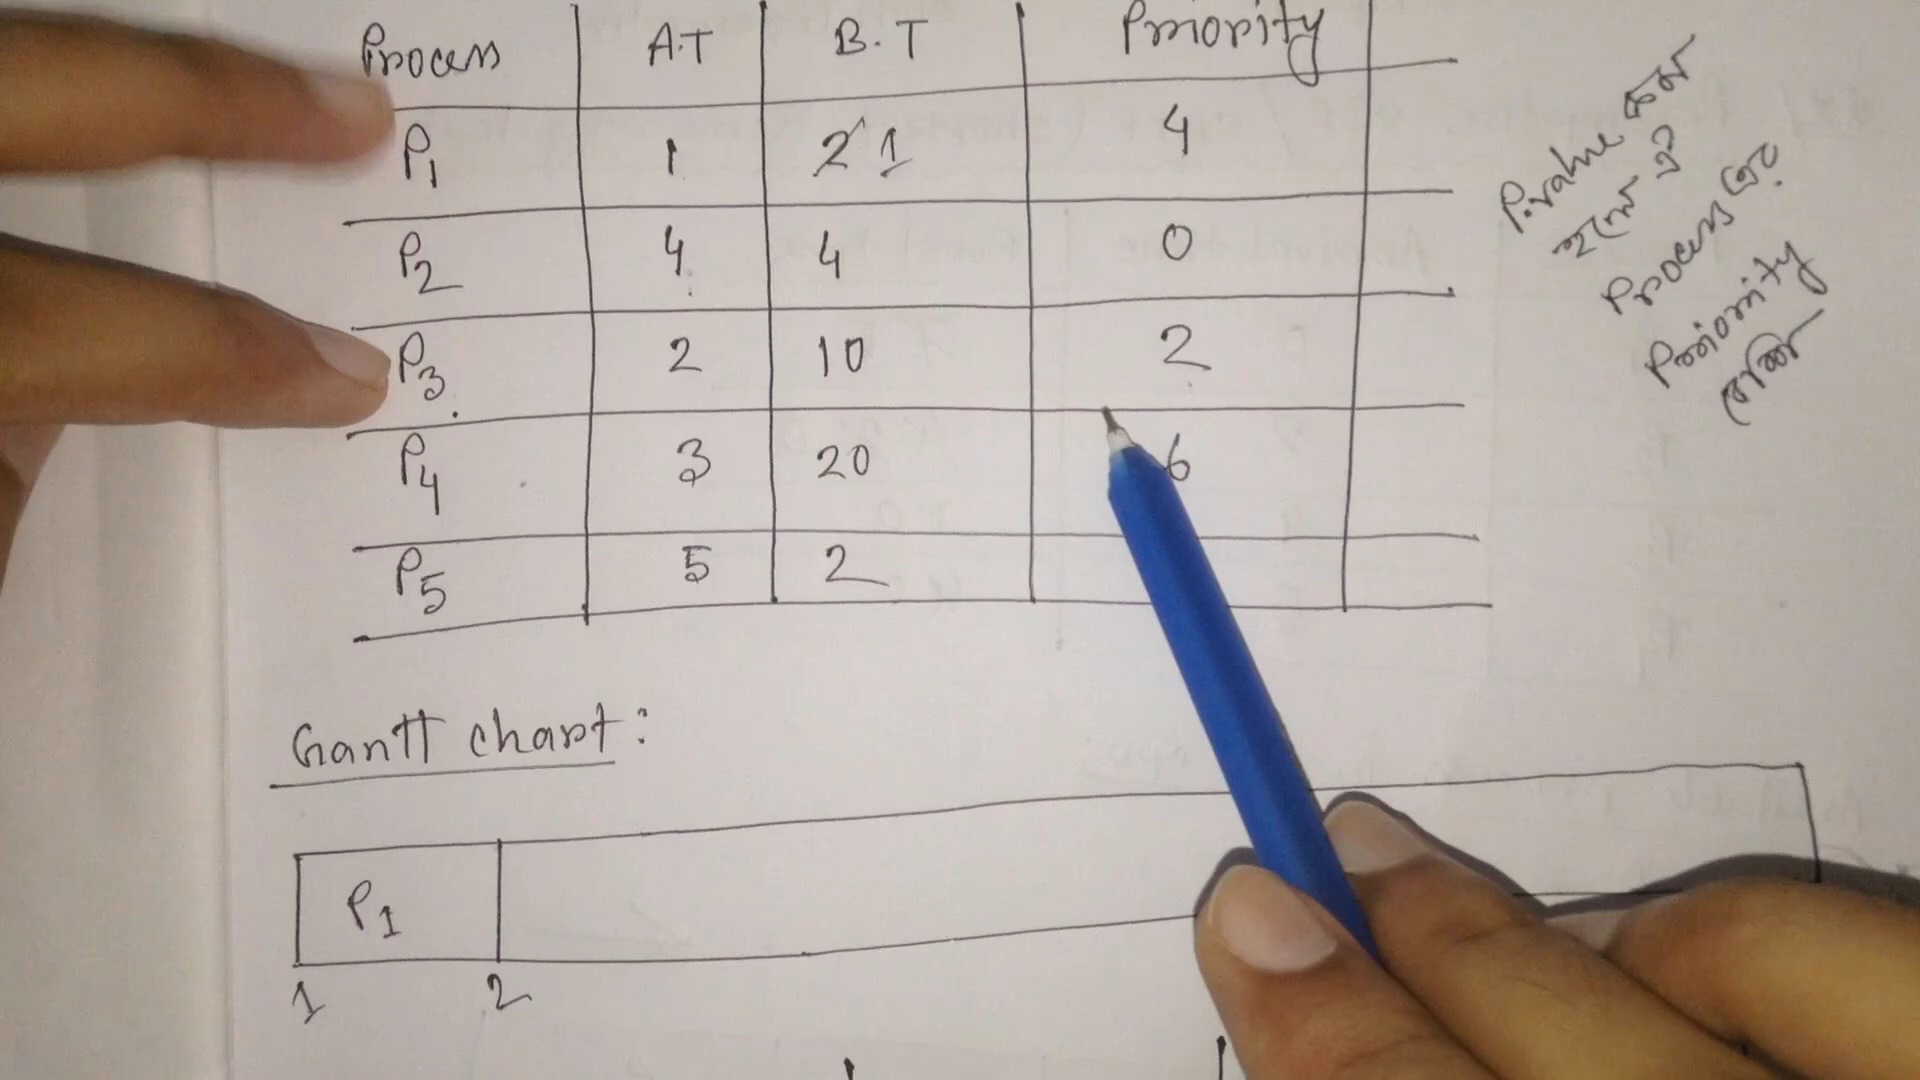 Process A.T B.T Priority
P1 1 2 1 4
P2 4 4 0
P3 2 10 2
P4 3 20 6
P5 5 2
P.value কম
হলে ঐ
Process এর
Priority
বেশি
Gantt chart:
P1
1 2